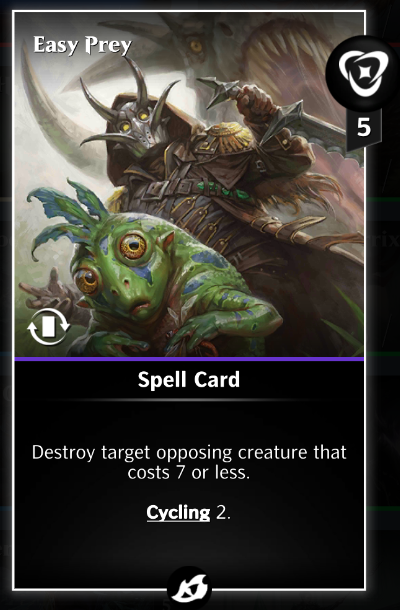 Easy Prey
5
Spell Card
Destroy target opposing creature that
costs 7 or less.
Cycling 2.